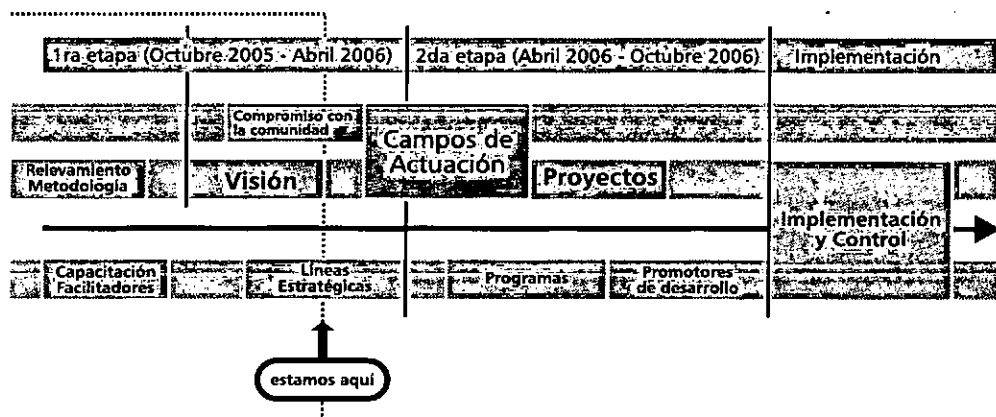 1ra etapa (Octubre 2005 - Abril 2006)
2da etapa (Abril 2006 - Octubre 2006)
Implementación
Compromiso con
la comunidad
Campos de
Actuación
Relevamiento
Metodología
Visión
Proyectos
Implementación
y Control
Capacitación
Facilitadores
Líneas
Estratégicas
Programas
Promotores
de desarrollo
estamos aquí